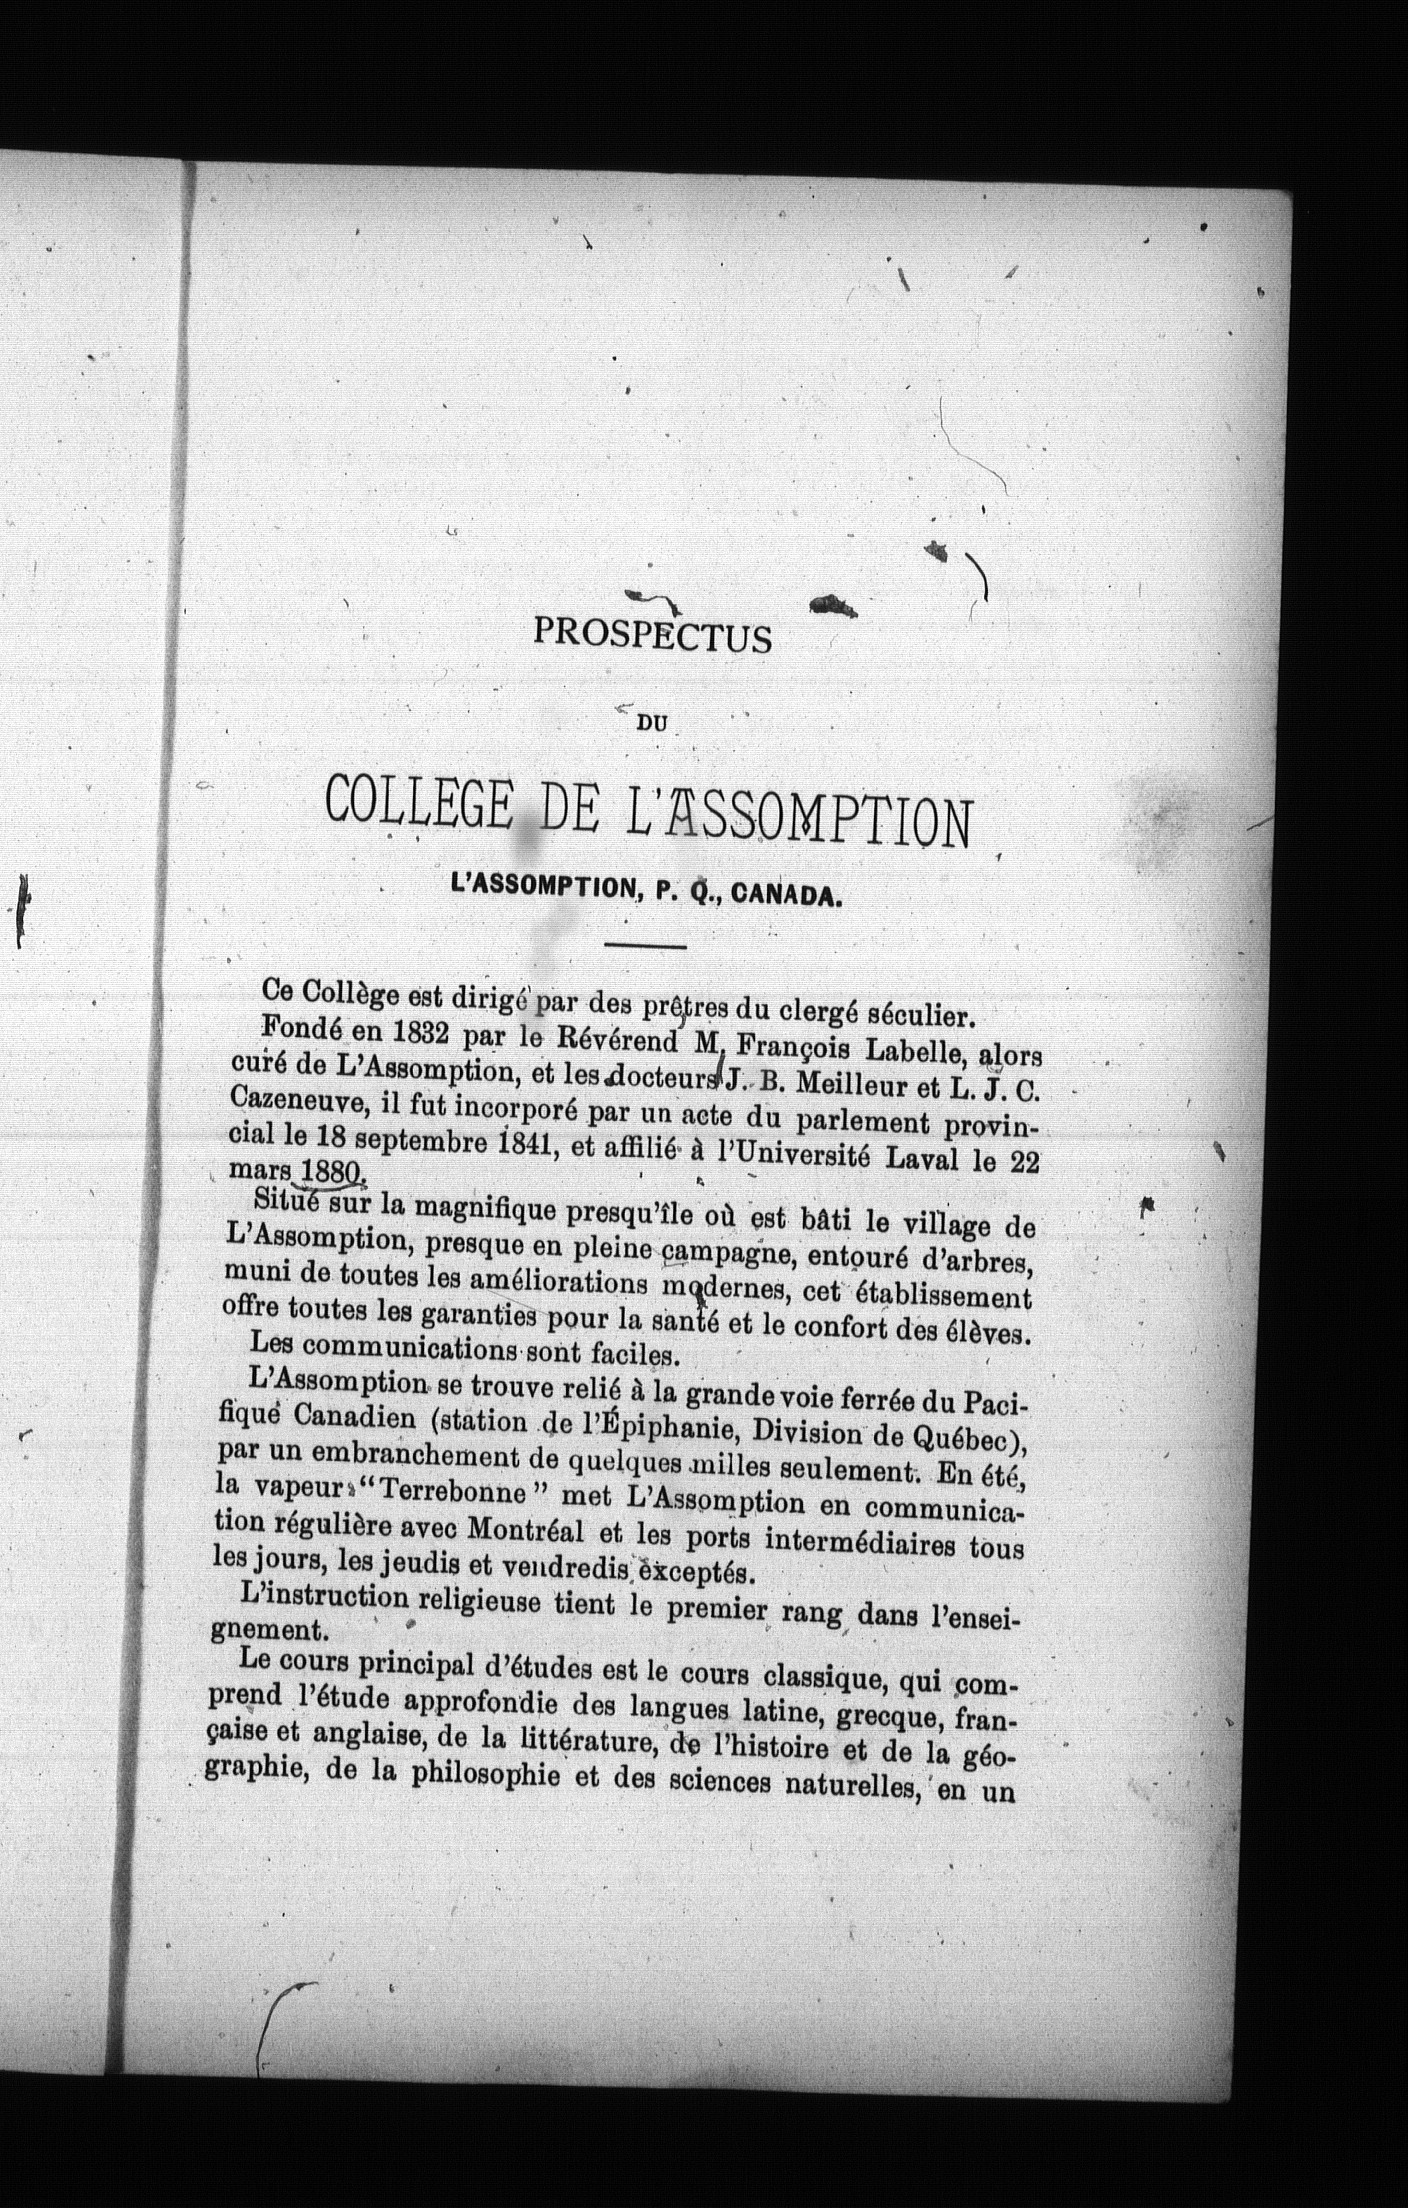 PROSPECTUS
DU
COLLEGE DE L'ASSOMPTION
L'ASSOMPTION, P. Q., CANADA.
Ce Collège est dirigé par des prêtres du clergé séculier.
Fondé en 1832 par le Révérend M. François Labelle, alors
curé de L'Assomption, et les docteurs J. B. Meilleur et L. J. C.
Cazeneuve, il fut incorporé par un acte du parlement provin-
cial le 18 septembre 1841, et affilié à l'Université Laval le 22
mars 1880.
Situé sur la magnifique presqu'île où est bâti le village de
L'Assomption, presque en pleine campagne, entouré d'arbres,
muni de toutes les améliorations modernes, cet établissement
offre toutes les garanties pour la santé et le confort des élèves.
Les communications sont faciles.
L'Assomption se trouve relié à la grande voie ferrée du Paci-
fique Canadien (station de l'Épiphanie, Division de Québec),
par un embranchement de quelques milles seulement. En été,
la vapeur "Terrebonne" met L'Assomption en communica-
tion régulière avec Montréal et les ports intermédiaires tous
les jours, les jeudis et vendredis exceptés.
L'instruction religieuse tient le premier rang dans l'ensei-
gnement.
Le cours principal d'études est le cours classique, qui com-
prend l'étude approfondie des langues latine, grecque, fran-
çaise et anglaise, de la littérature, de l'histoire et de la géo-
graphie, de la philosophie et des sciences naturelles, en un